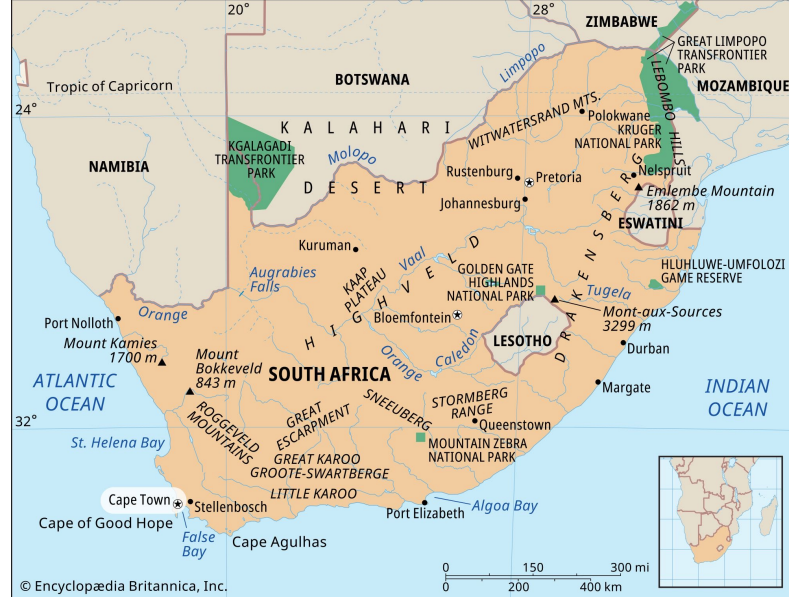 20°
28°
ZIMBABWE
GREAT LIMPOPO
TRANSFRONTIER
PARK
Limpopo
BOTSWANA
Tropic of Capricorn
LEBOMBO HILLS
MOZAMBIQUE
24°
WITWATERSRAND MTS.
Polokwane
KRUGER
NATIONAL PARK
KALAHARI
DESERT
KGALAGADI
TRANSFRONTIER
PARK
Molopo
NAMIBIA
Rustenburg
Pretoria
Nelspruit
Emlembe Mountain
1862 m
Johannesburg
ESWATINI
Kuruman
KAAP
PLATEAU
Vaal
HIGHVELD
DRAKENSBERG
GOLDEN GATE
HIGHLANDS
NATIONAL PARK
HLUHLUWE-UMFOLOZI
GAME RESERVE
Augrabies
Falls
Tugela
Mont-aux-Sources
3299 m
Orange
Port Nolloth
Bloemfontein
Mount Kamies
1700 m
LESOTHO
Caledon
Orange
Durban
Mount
Bokkeveld
843 m
SOUTH AFRICA
ATLANTIC
OCEAN
Margate
INDIAN
OCEAN
ROGGEVELD
MOUNTAINS
GREAT
ESCARPMENT
SNEEUBERG
STORMBERG
RANGE
Queenstown
32°
St. Helena Bay
MOUNTAIN ZEBRA
NATIONAL PARK
GREAT KAROO
GROOTE-SWARTBERGE
LITTLE KAROO
Cape Town
Stellenbosch
Port Elizabeth
Algoa Bay
Cape of Good Hope
False
Bay
Cape Agulhas
0 150 300 mi
0 200 400 km
© Encyclopædia Britannica, Inc.